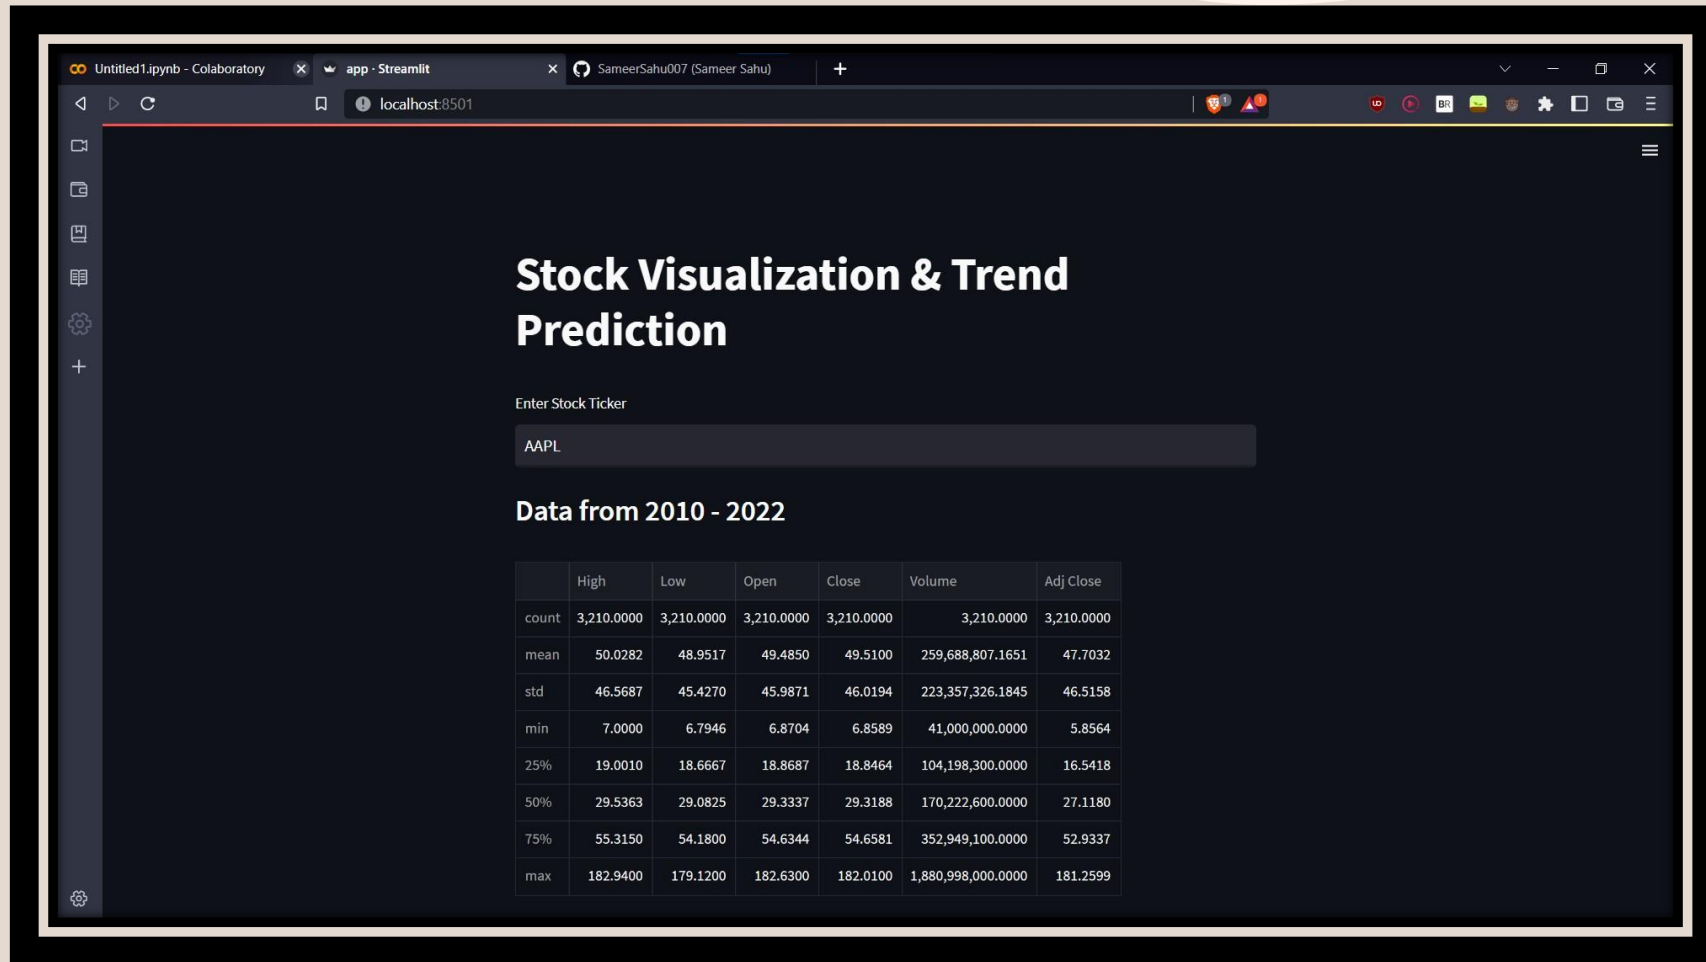 Untitled1.ipynb - Colaboratory
app · Streamlit
SameerSahu007 (Sameer Sahu)
localhost:8501
BR
Stock Visualization & Trend
Prediction
Enter Stock Ticker
AAPL
Data from 2010 - 2022
High Low Open Close Volume Adj Close
count 3,210.0000 3,210.0000 3,210.0000 3,210.0000 3,210.0000 3,210.0000
mean 50.0282 48.9517 49.4850 49.5100 259,688,807.1651 47.7032
std 46.5687 45.4270 45.9871 46.0194 223,357,326.1845 46.5158
min 7.0000 6.7946 6.8704 6.8589 41,000,000.0000 5.8564
25% 19.0010 18.6667 18.8687 18.8464 104,198,300.0000 16.5418
50% 29.5363 29.0825 29.3337 29.3188 170,222,600.0000 27.1180
75% 55.3150 54.1800 54.6344 54.6581 352,949,100.0000 52.9337
max 182.9400 179.1200 182.6300 182.0100 1,880,998,000.0000 181.2599